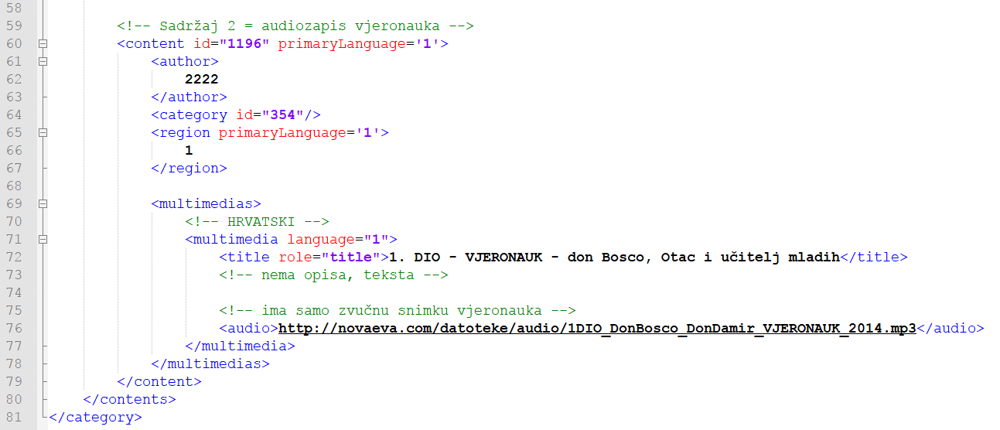 58
59 <!-- Sadržaj 2 = audiozapis vjeronauka -->
60 <content id="1196" primaryLanguage='1'>
61 <author>
62 2222
63 </author>
64 <category id="354"/>
65 <region primaryLanguage='1'>
66 1
67 </region>
68
69 <multimedias>
70 <!-- HRVATSKI -->
71 <multimedia language="1">
72 <title role="title">1. DIO - VJERONAUK - don Bosco, Otac i učitelj mladih</title>
73 <!-- nema opisa, teksta -->
74
75 <!-- ima samo zvučnu snimku vjeronauka -->
76 <audio>http://novaeva.com/datoteke/audio/1DIO_DonBosco_DonDamir_VJERONAUK_2014.mp3</audio>
77 </multimedia>
78 </multimedias>
79 </content>
80 </contents>
81 </category>